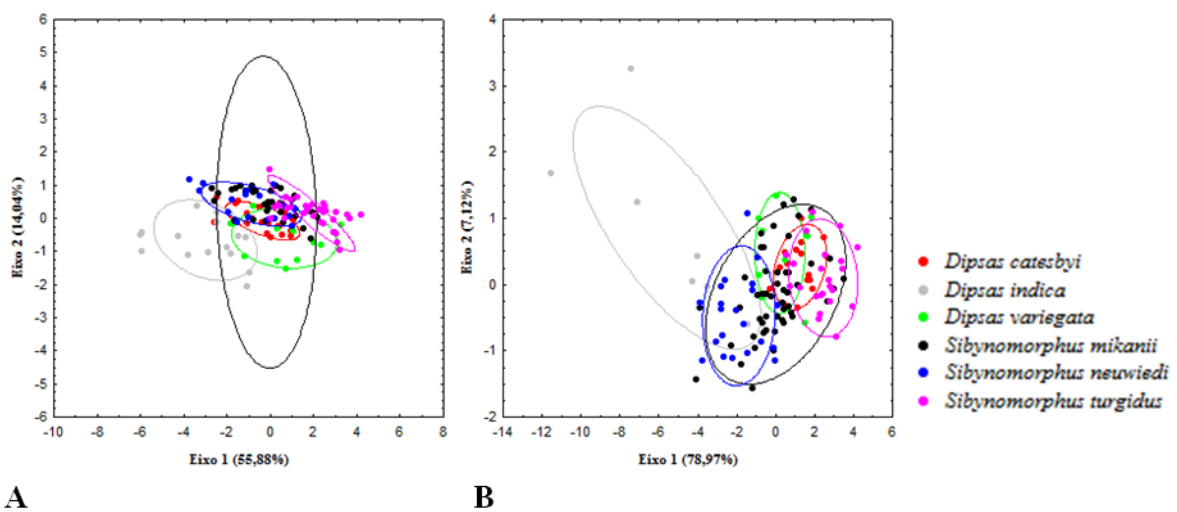 6
5
4
3
2
1
0
-1
-2
-3
-4
-5
-6
Eixo 2 (14,04%)
-10 -8 -6 -4 -2 0 2 4 6 8
Eixo 1 (55,88%)
A
4
3
2
1
0
-1
-2
Eixo 2 (7,12%)
-14 -12 -10 -8 -6 -4 -2 0 2 4 6
Eixo 1 (78,97%)
B
Dipsas catesbyi
Dipsas indica
Dipsas variegata
Sibynomorphus mikanii
Sibynomorphus neuwiedi
Sibynomorphus turgidus